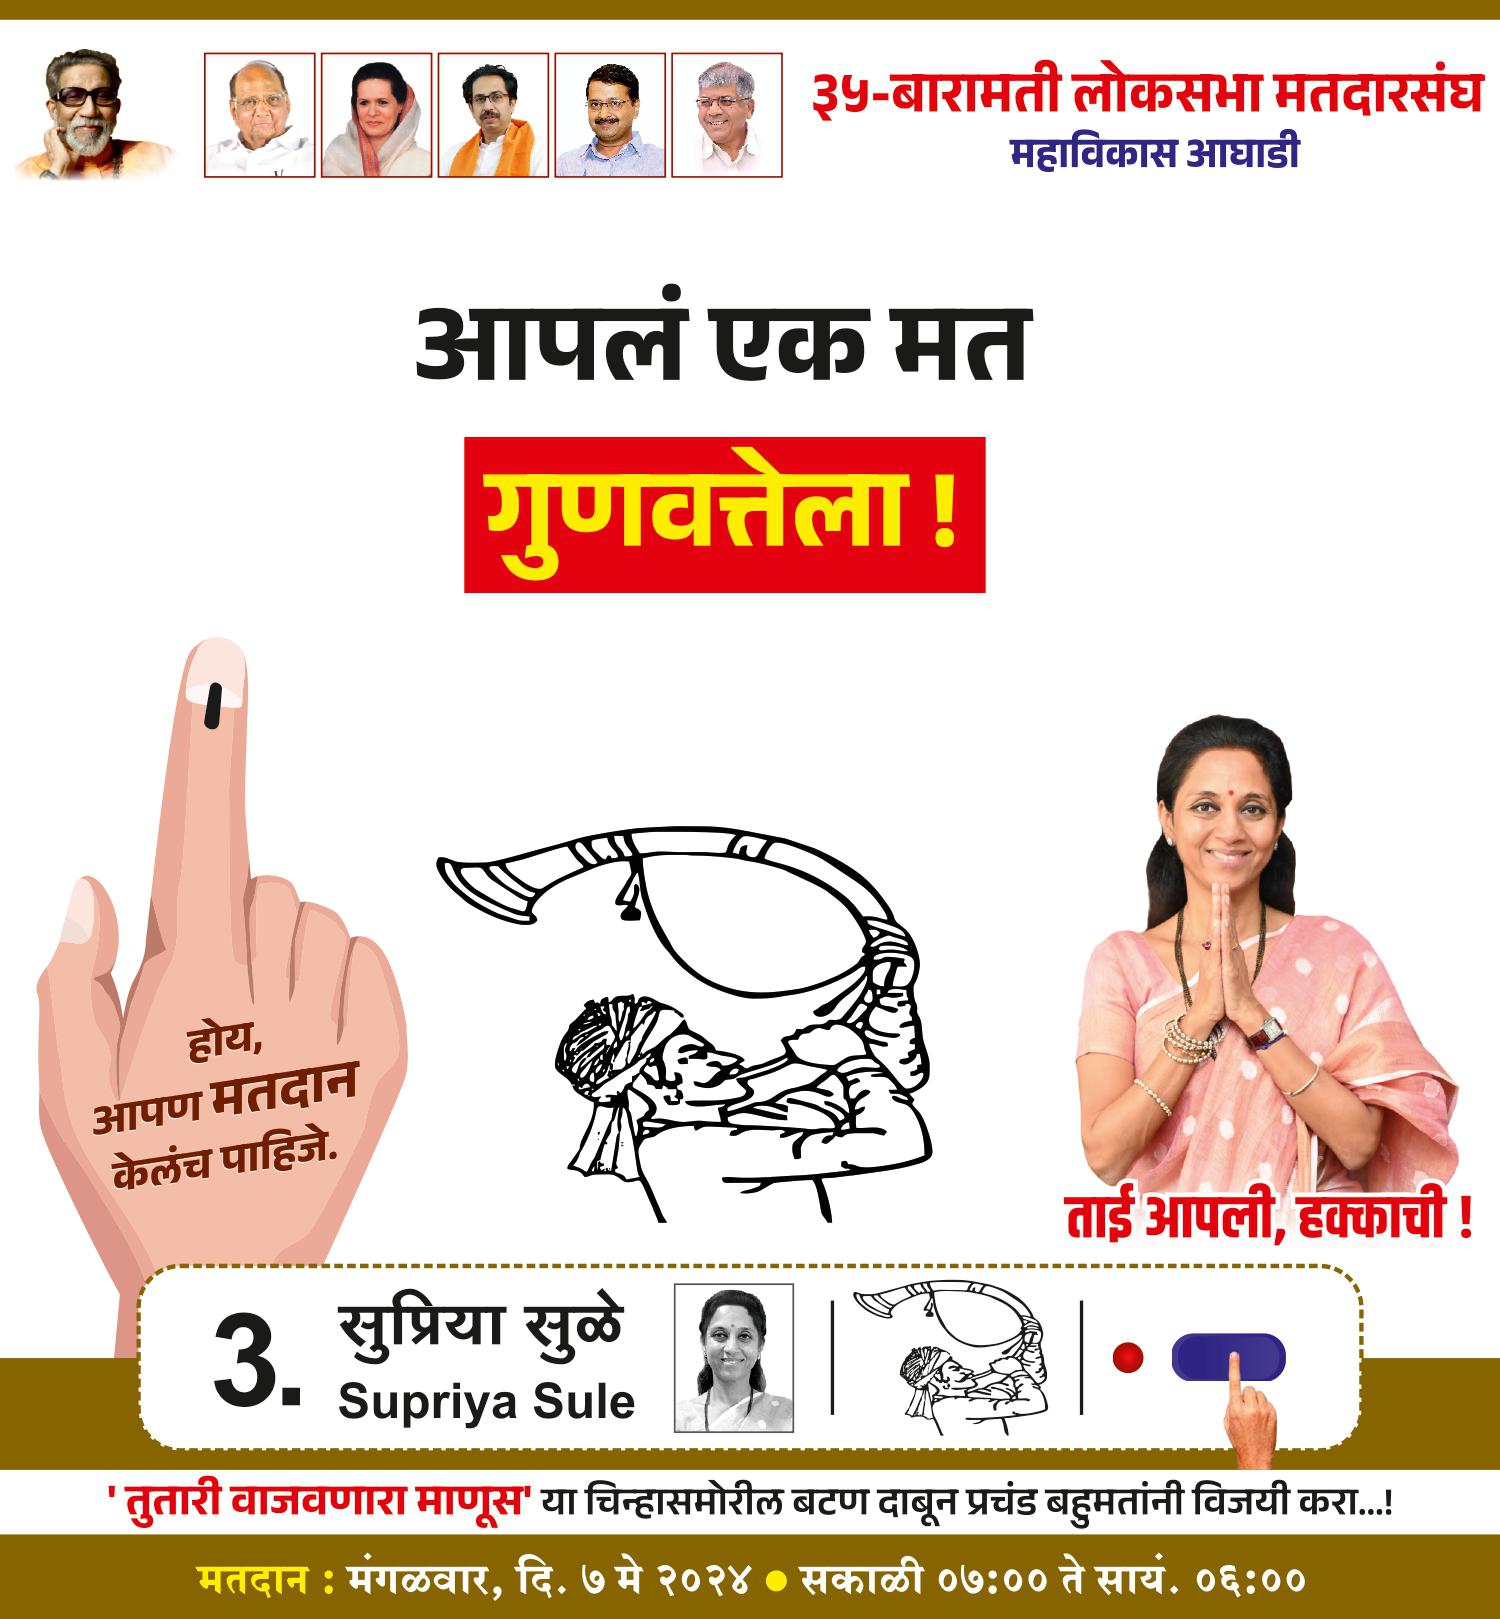 ३५-बारामती लोकसभा मतदारसंघ
महाविकास आघाडी
आपलं एक मत
गुणवत्तेला !
होय,
आपण मतदान
केलंच पाहिजे.
ताई आपली, हक्काची !
3. सुप्रिया सुळे
Supriya Sule
' तुतारी वाजवणारा माणूस' या चिन्हासमोरील बटण दाबून प्रचंड बहुमतांनी विजयी करा...!
मतदान : मंगळवार, दि. ७ मे २०२४ ● सकाळी ०७:०० ते सायं. ०६:००